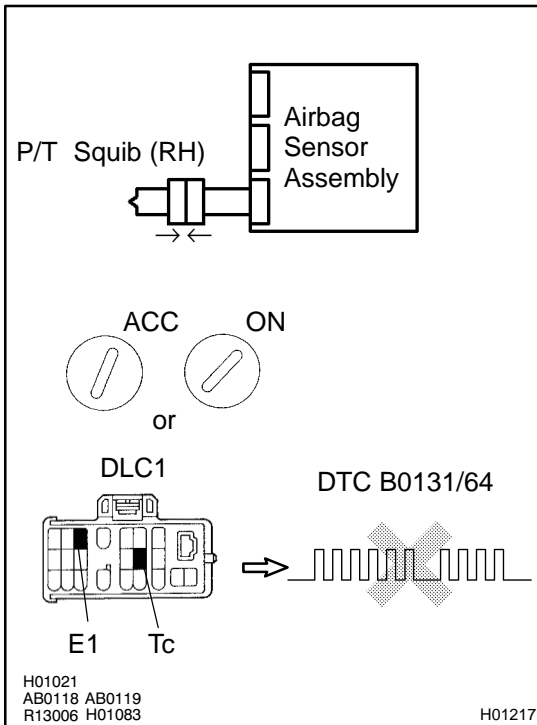 Airbag
Sensor
Assembly
P/T Squib (RH)
ACC ON
or
DLC1
DTC B0131/64
E1 Tc
H01021
AB0118 AB0119
R13006 H01083
H01217